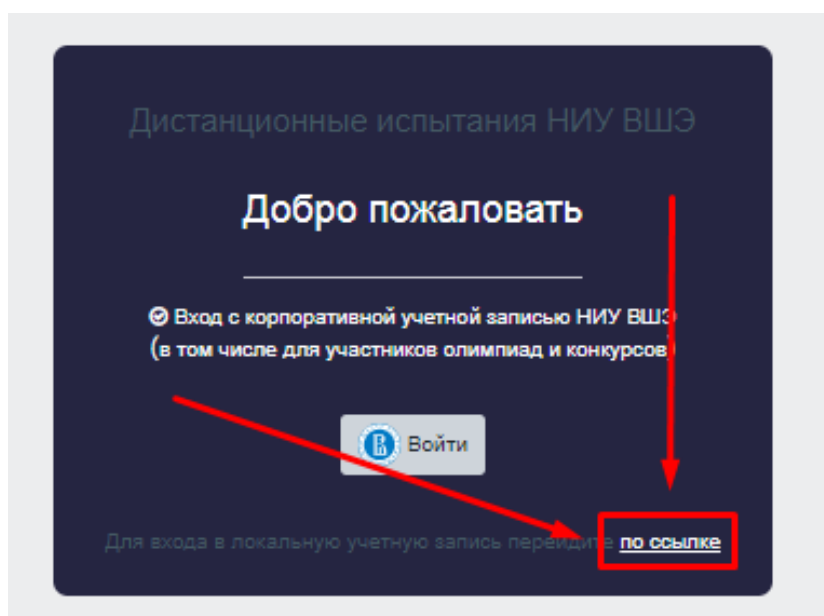 Дистанционные испытания НИУ ВШЭ
Добро пожаловать
Вход с корпоративной учетной записью НИУ ВШЭ
(в том числе для участников олимпиад и конкурсов)
Войти
Для входа в локальную учетную запись перейдите по ссылке